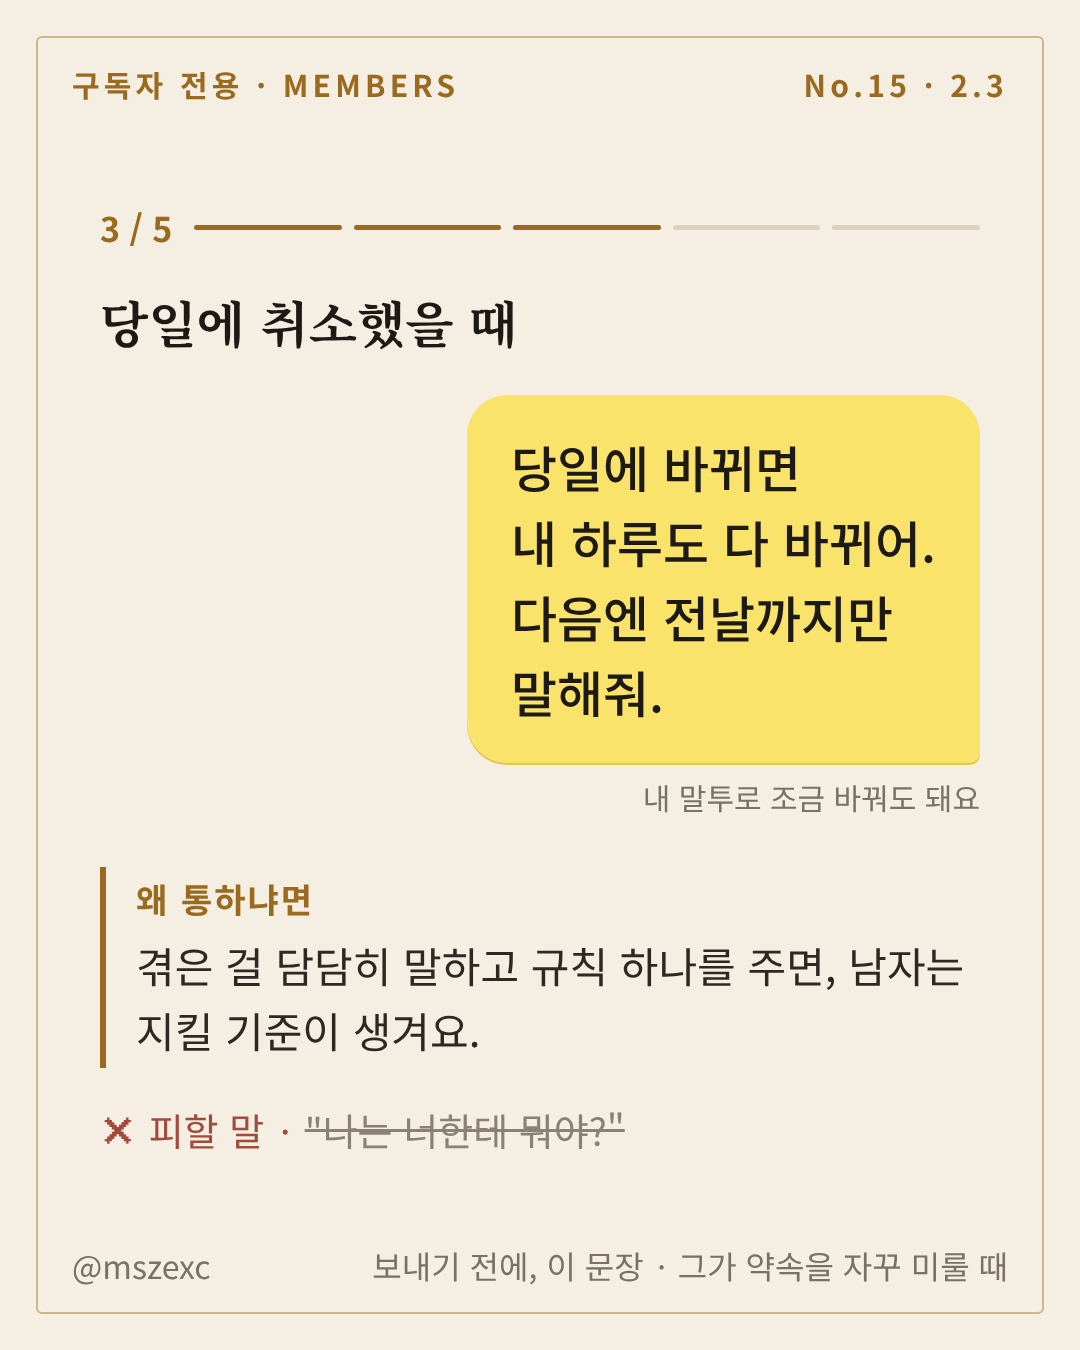 구독자 전용 · MEMBERS
No.15 · 2.3
3 / 5
당일에 취소했을 때
당일에 바뀌면
내 하루도 다 바뀌어.
다음엔 전날까지만
말해줘.
내 말투로 조금 바꿔도 돼요
왜 통하냐면
겪은 걸 담담히 말하고 규칙 하나를 주면, 남자는
지킬 기준이 생겨요.
❌ 피할 말 · "나는 너한테 뭐야?"
@mszexc
보내기 전에, 이 문장 · 그가 약속을 자꾸 미룰 때